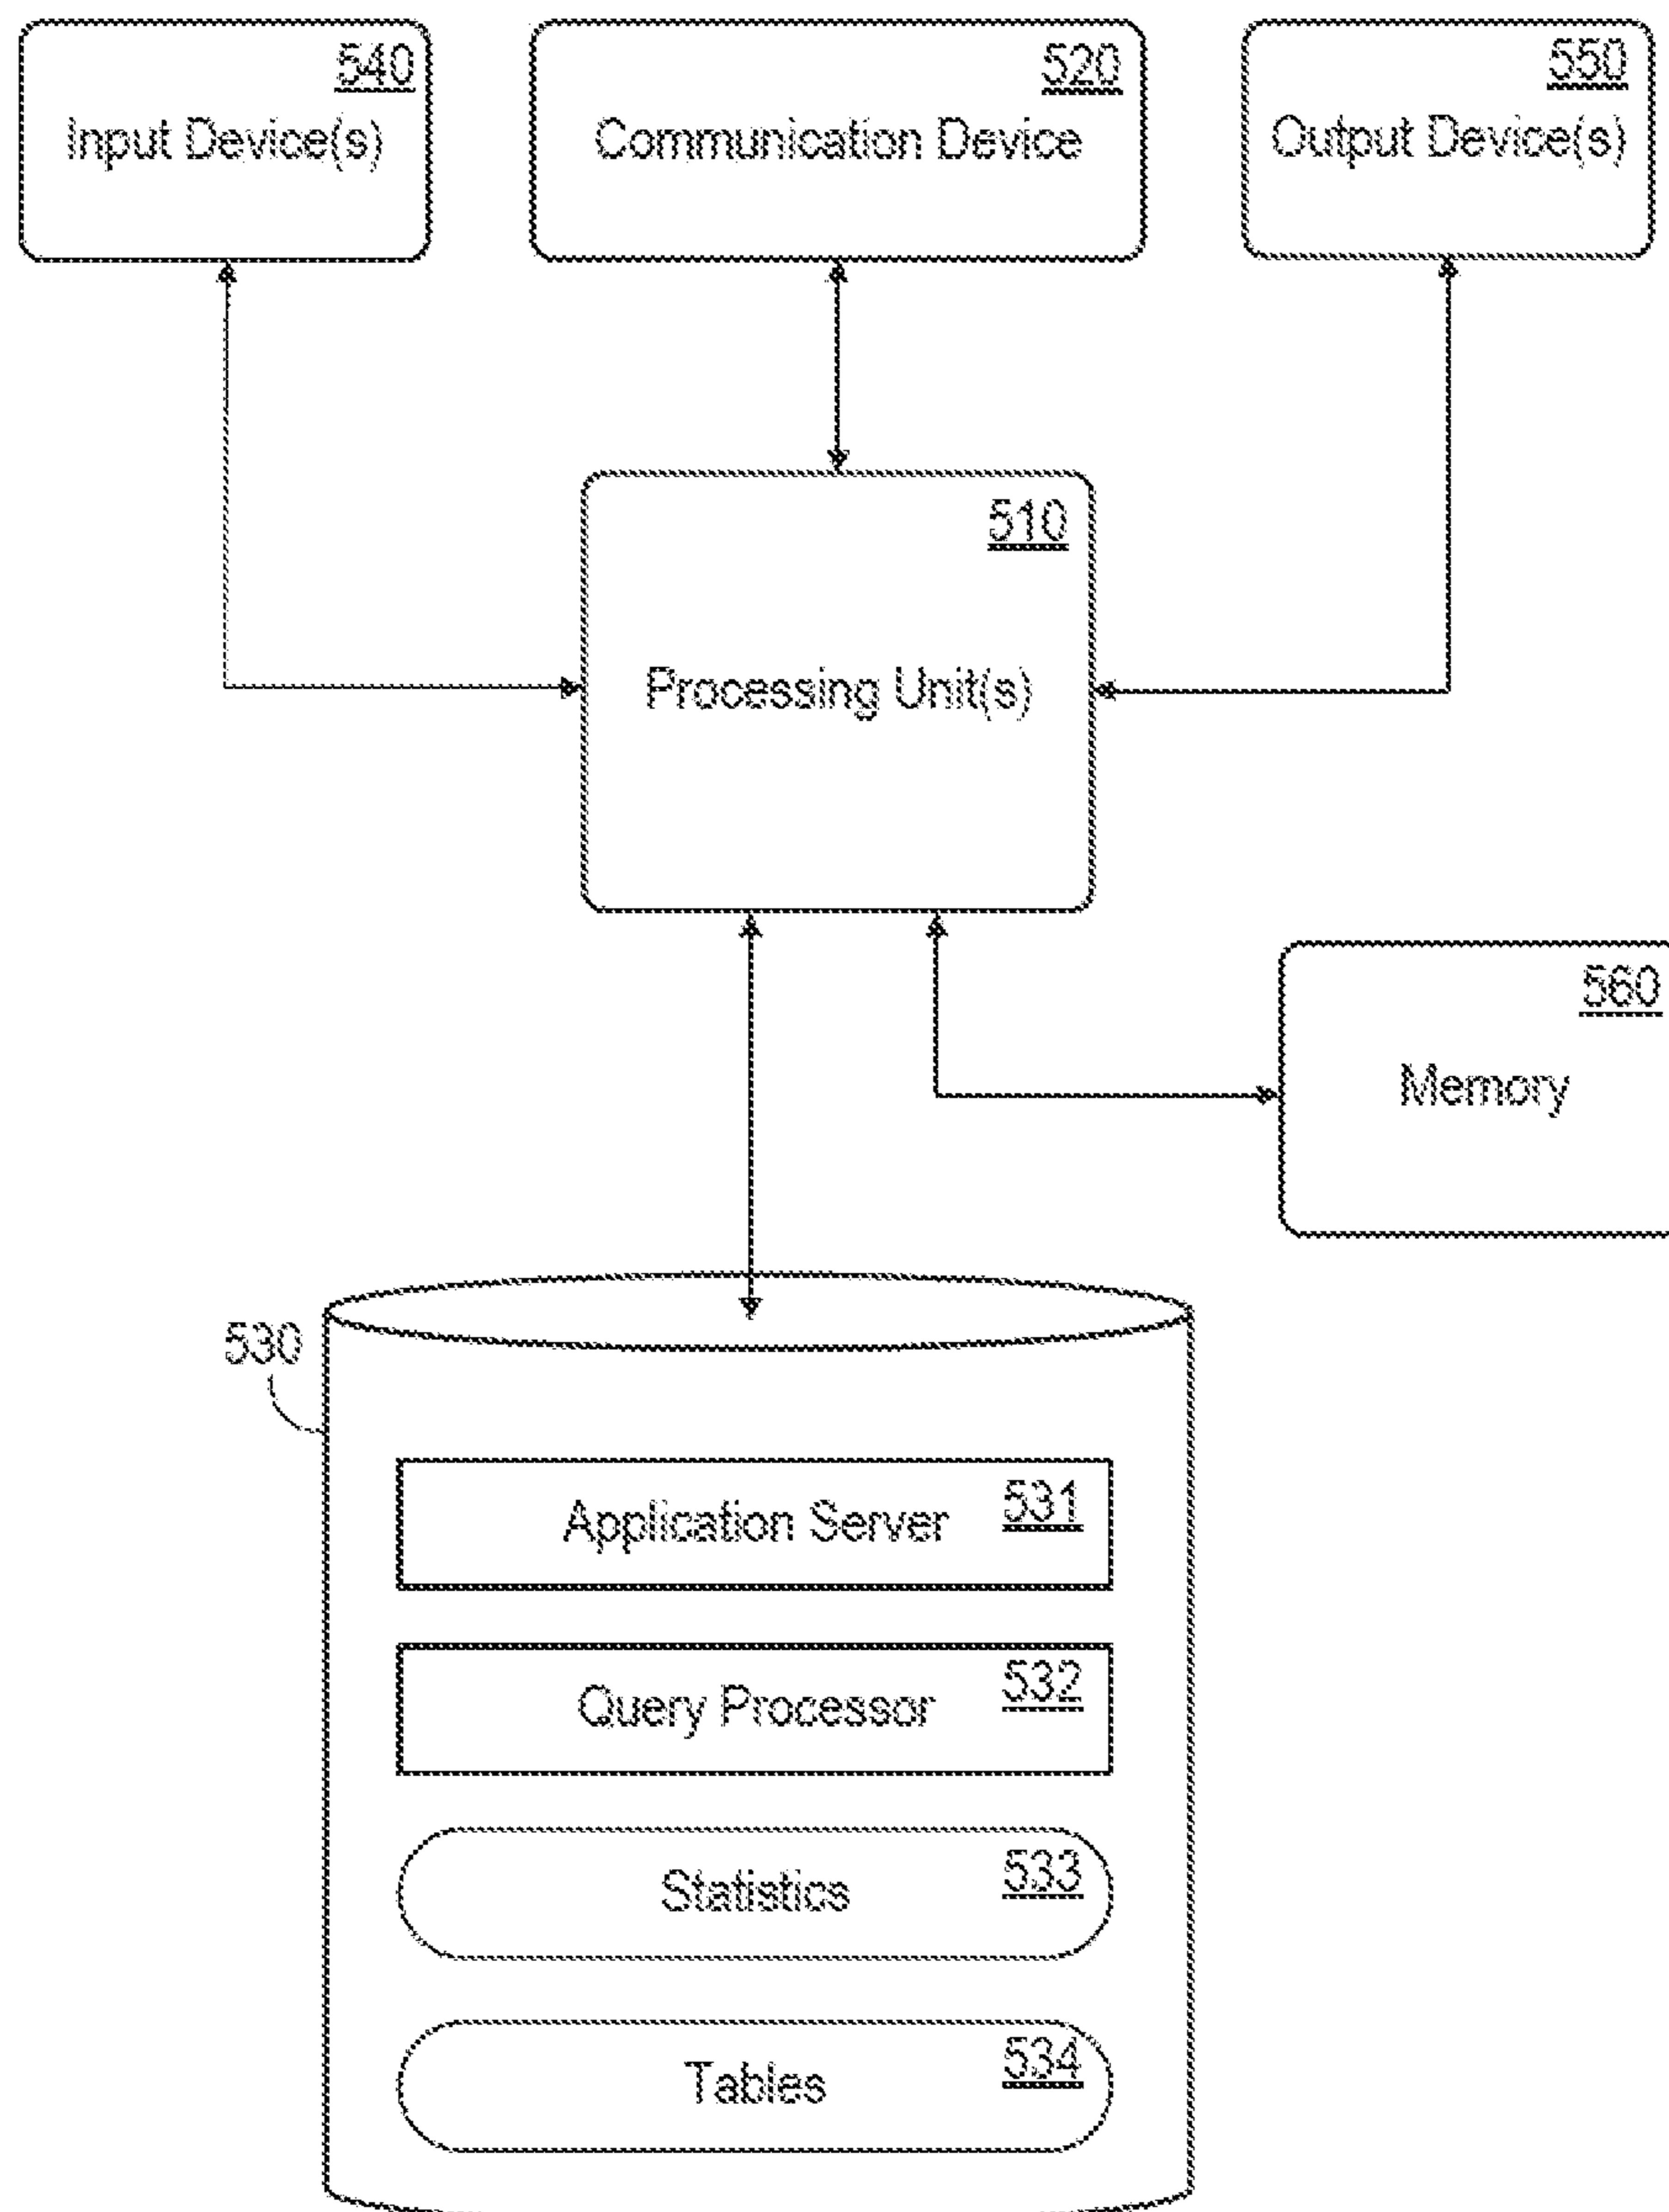 540
Input Device(s)
520
Communication Device
550
Output Device(s)
510
Processing Unit(s)
560
Memory
530
Application Server 531
Query Processor 532
Statistics 533
Tables 534